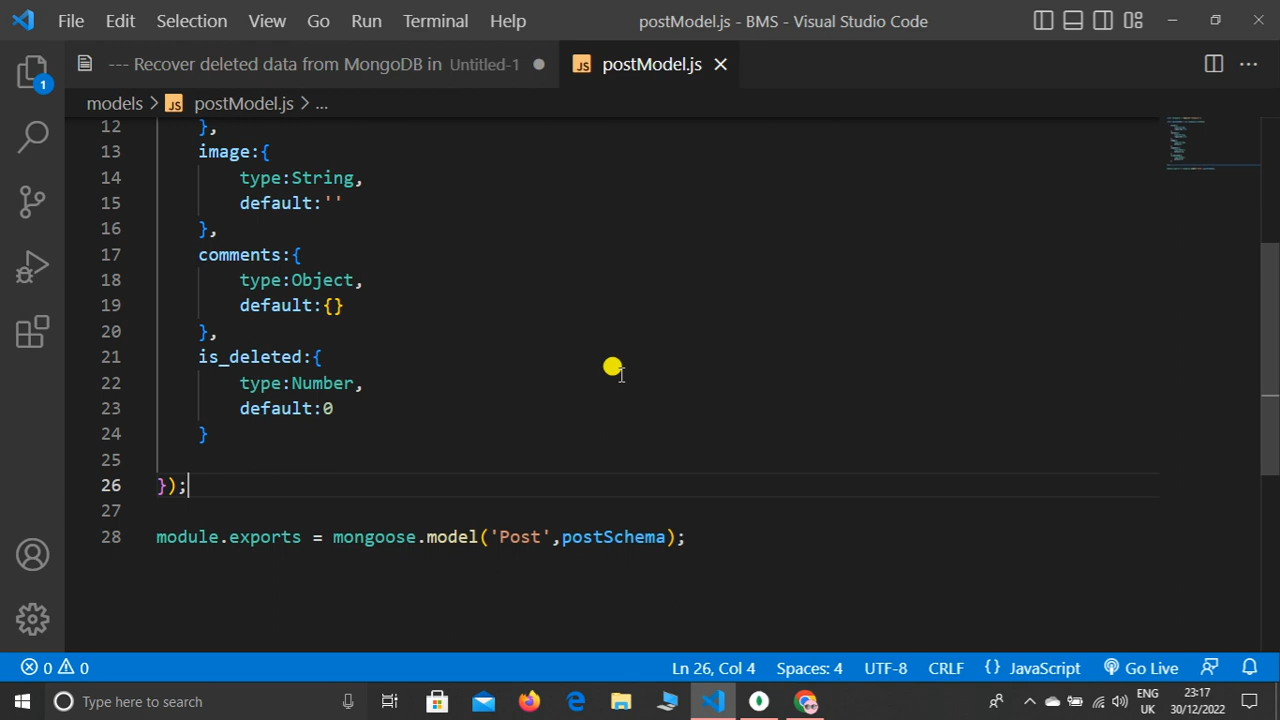 File Edit Selection View Go Run Terminal Help postModel.js - BMS - Visual Studio Code
--- Recover deleted data from MongoDB in Untitled-1 JS postModel.js
models > JS postModel.js > ...
1
12 },
13 image:{
14 type:String,
15 default:''
16 },
17 comments:{
18 type:Object,
19 default:{}
20 },
21 is_deleted:{
22 type:Number,
23 default:0
24 }
25
26 });
27
28 module.exports = mongoose.model('Post',postSchema);
0 0 Ln 26, Col 4 Spaces: 4 UTF-8 CRLF {} JavaScript Go Live
Type here to search ENG 23:17
UK 30/12/2022